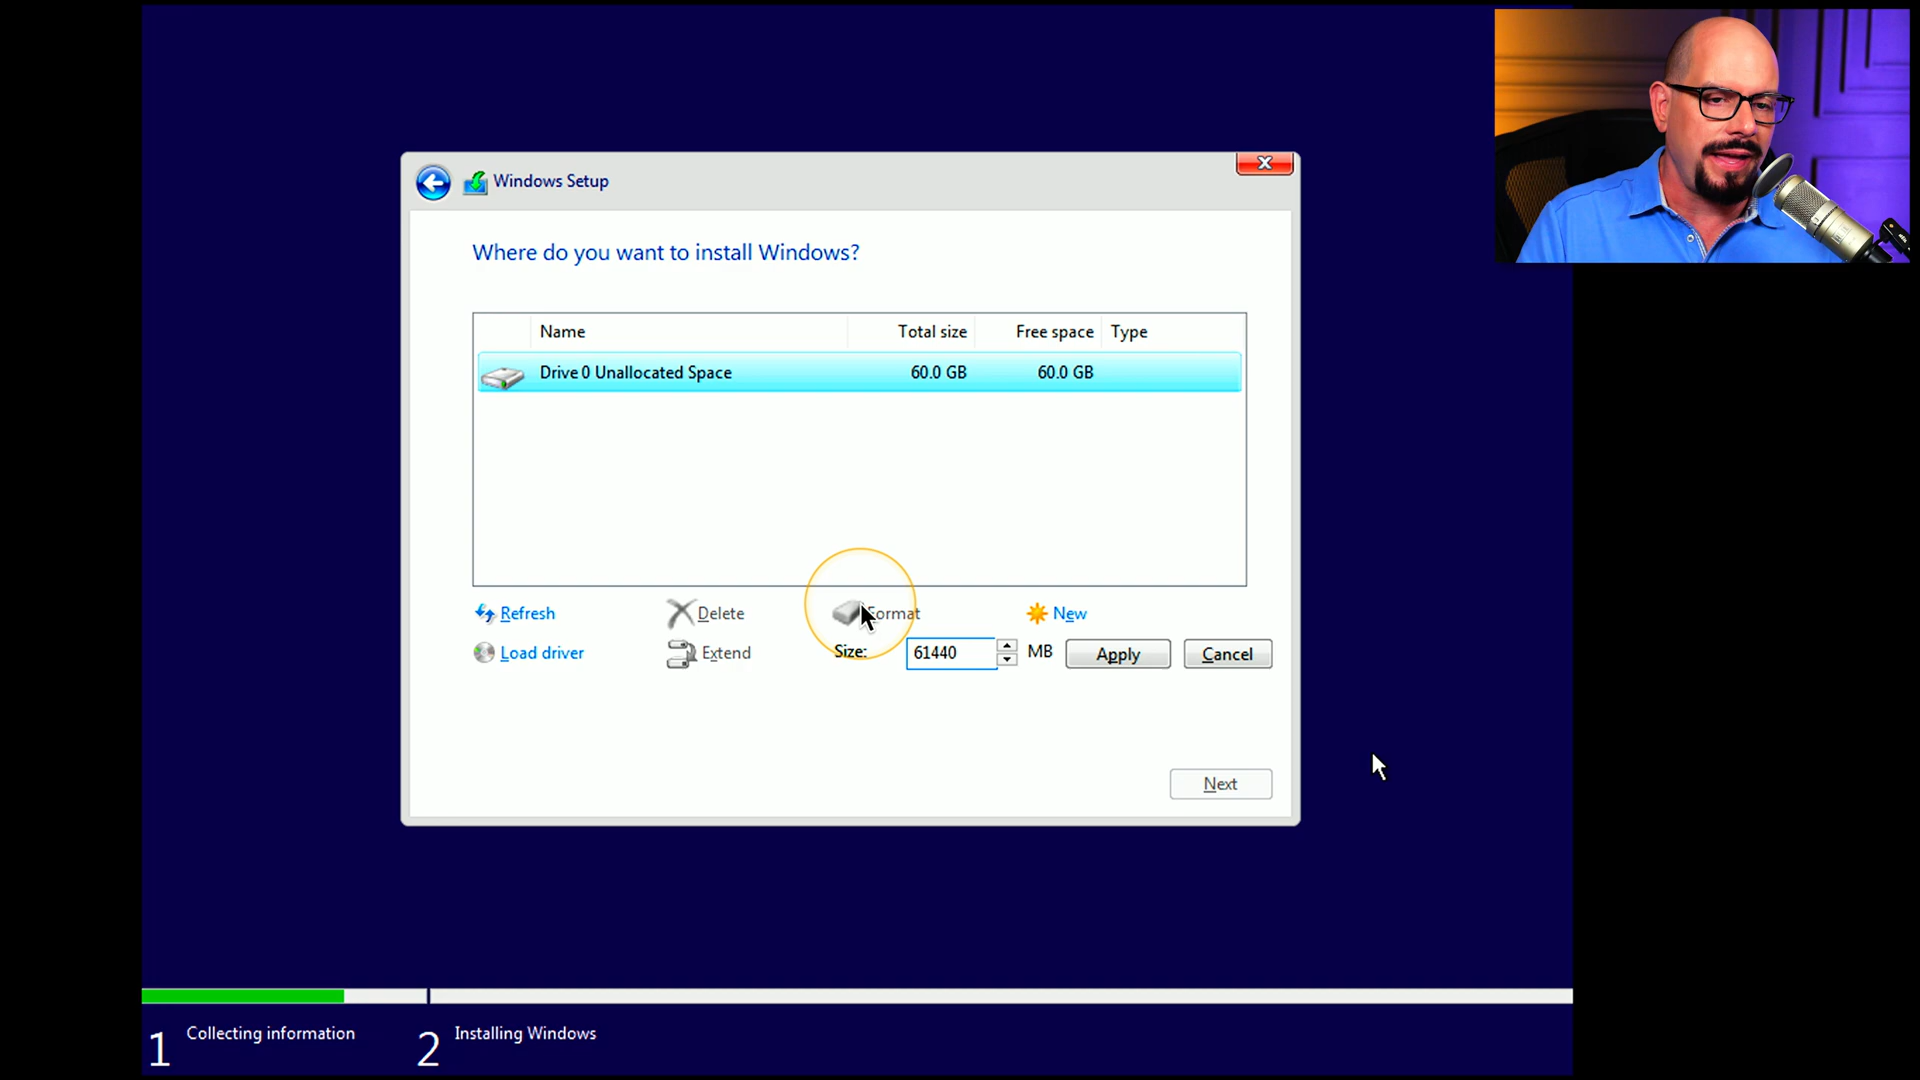 Windows Setup
Where do you want to install Windows?
Name Total size Free space Type
Drive 0 Unallocated Space 60.0 GB 60.0 GB
Refresh Delete Format New
Load driver Extend Size: 61440 MB Apply Cancel
Next
1 Collecting information 2 Installing Windows